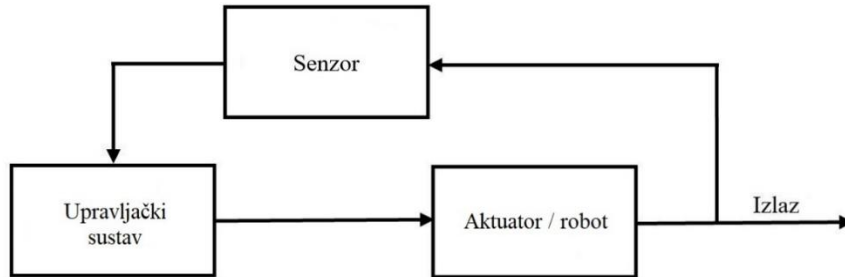 Senzor
Upravljački
sustav
Aktuator / robot
Izlaz